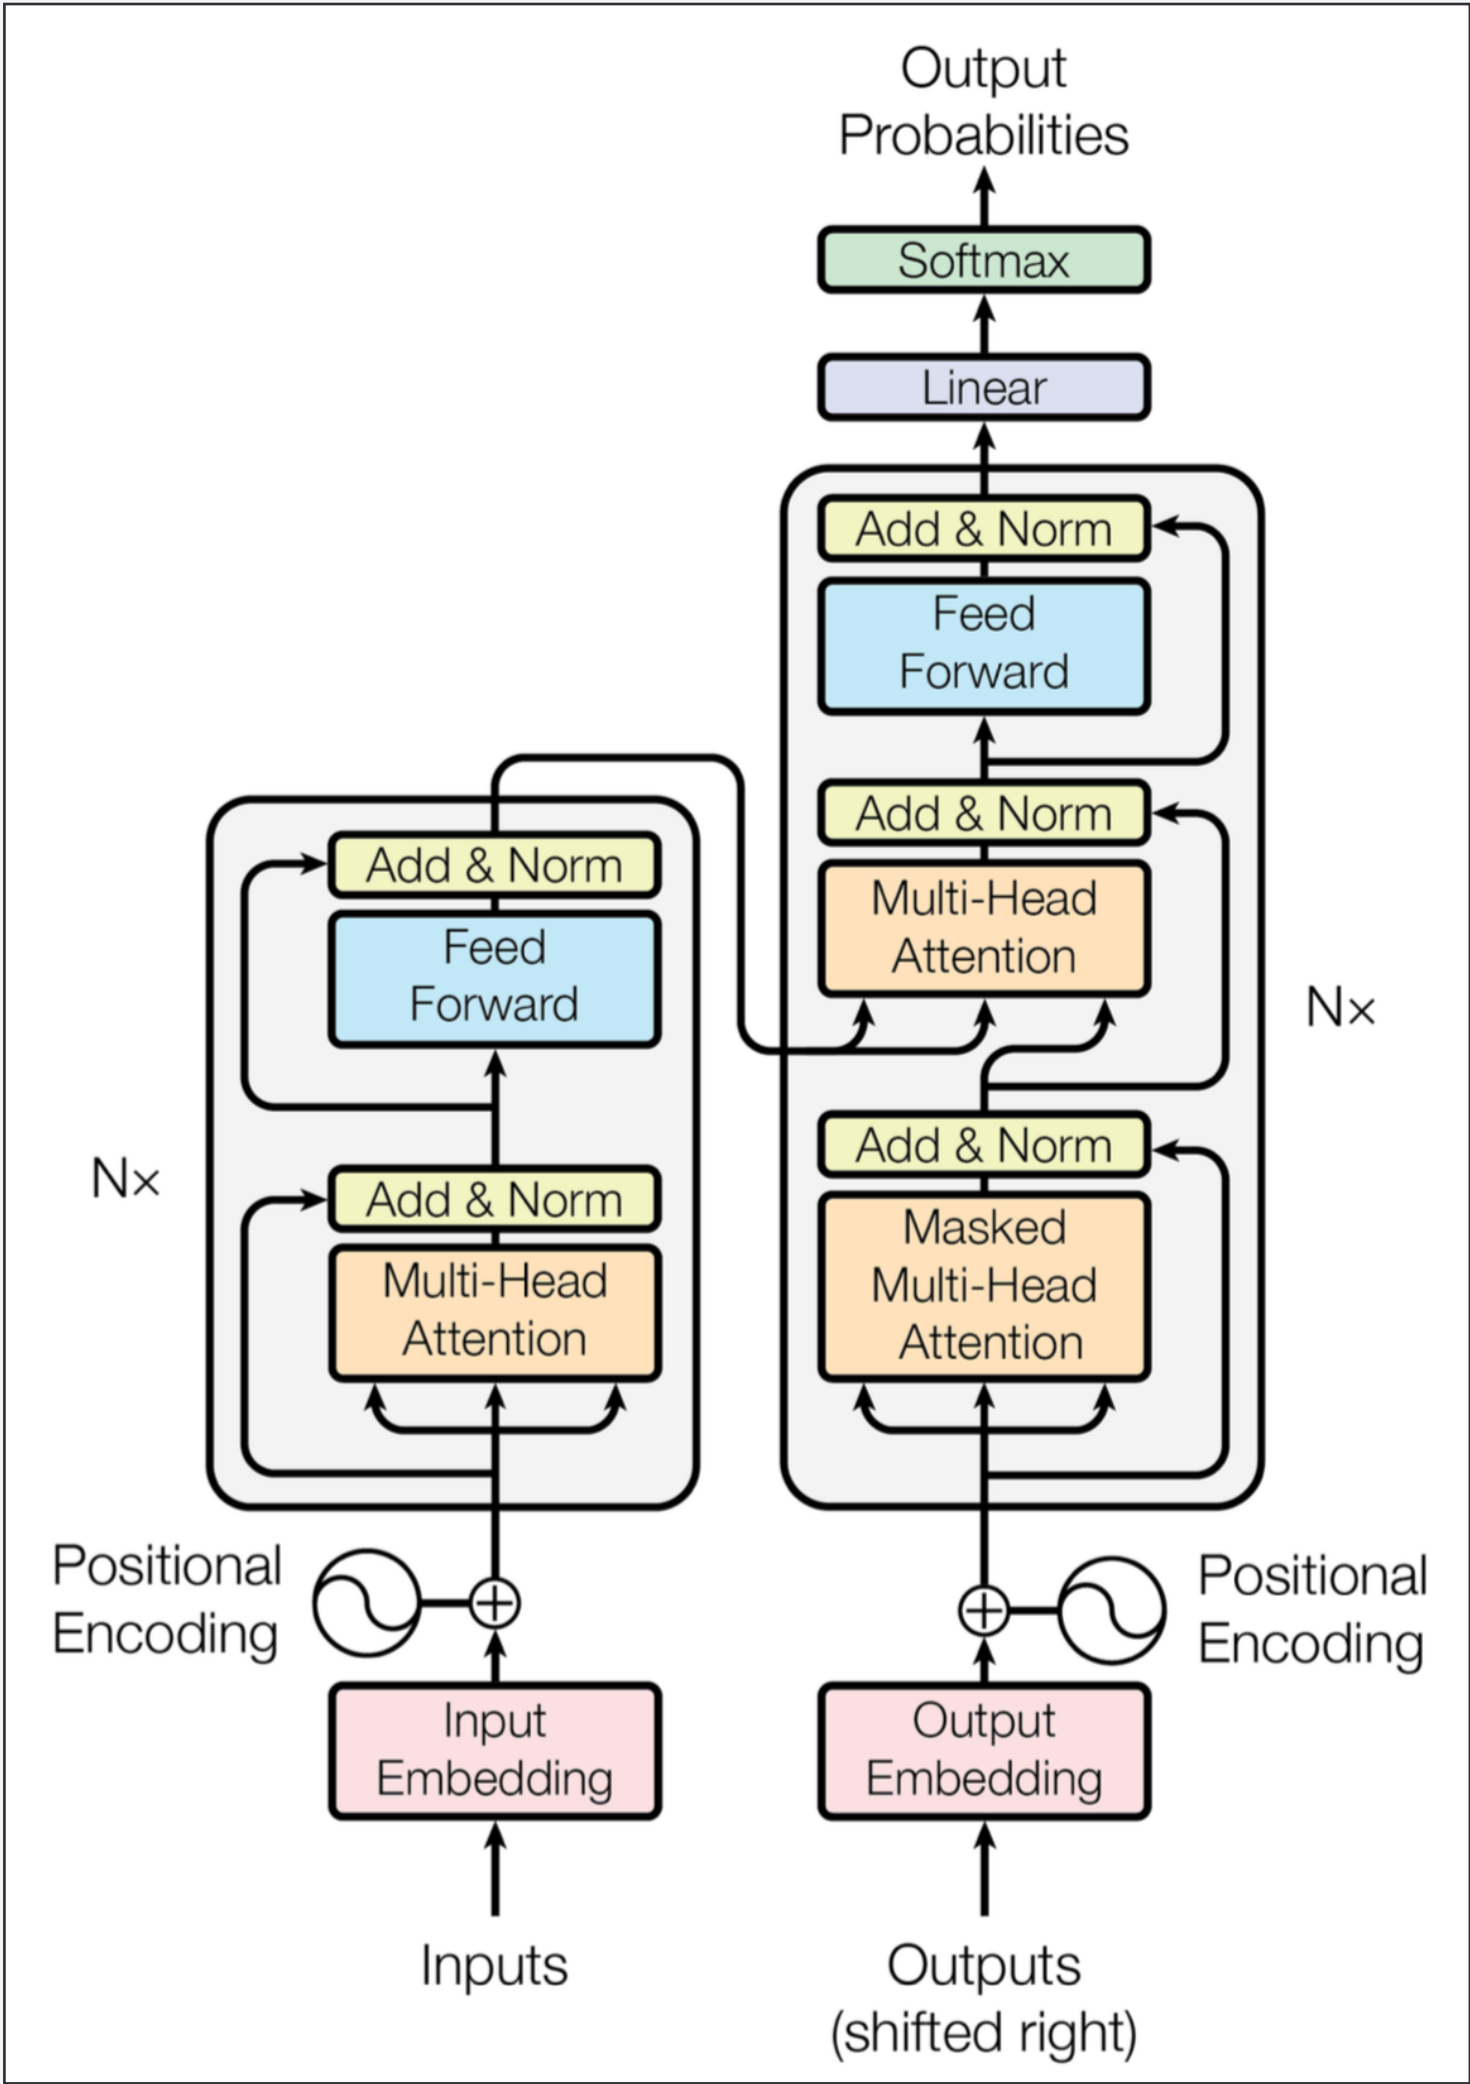 Output
Probabilities
Softmax
Linear
Add & Norm
Feed
Forward
Add & Norm
Multi-Head
Attention
Nx
Add & Norm
Masked
Multi-Head
Attention
Add & Norm
Feed
Forward
Nx
Add & Norm
Multi-Head
Attention
Positional
Encoding
Positional
Encoding
Input
Embedding
Output
Embedding
Inputs
Outputs
(shifted right)